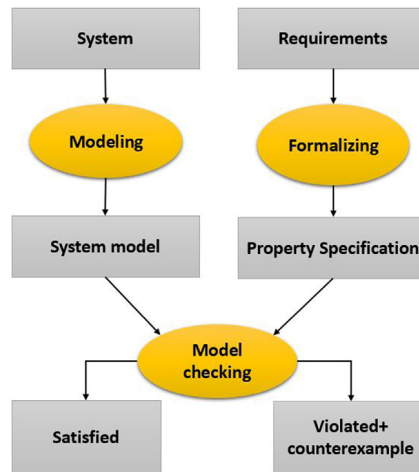 System
Requirements
Modeling
Formalizing
System model
Property Specification
Model
checking
Satisfied
Violated+
counterexample